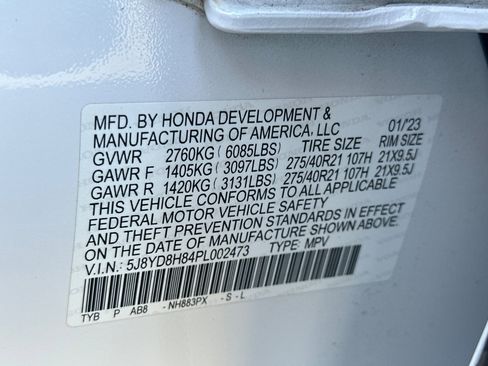 MFD. BY HONDA DEVELOPMENT &
MANUFACTURING OF AMERICA, LLC 01/23
GVWR 2760KG ( 6085LBS) TIRE SIZE RIM SIZE
GAWR F 1405KG ( 3097LBS) 275/40R21 107H 21X9.5J
GAWR R 1420KG ( 3131LBS) 275/40R21 107H 21X9.5J
THIS VEHICLE CONFORMS TO ALL APPLICABLE
FEDERAL MOTOR VEHICLE SAFETY
AND THEFT PREVENTION STANDARDS IN EFFECT
ON THE DATE OF MANUFACTURE SHOWN ABOVE.
V.I.N.: 5J8YD8H84PL002473 TYPE: MPV
TYB P AB8 -NH883PX -S-L